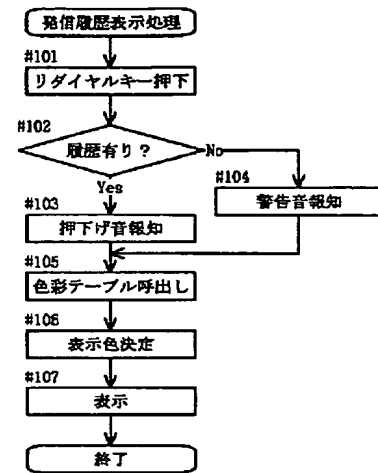 発信履歴表示処理
#101
リダイヤルキー押下
#102
履歴有り？
No
Yes
#104
警告音報知
#103
押下げ音報知
#105
色彩テーブル呼出し
#106
表示色決定
#107
表示
終了